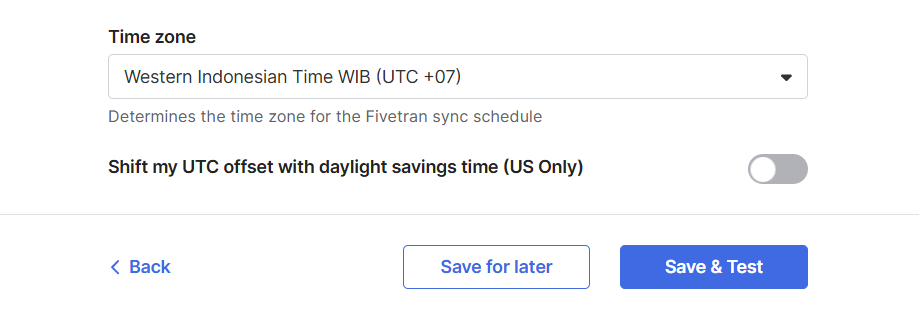 Time zone
Western Indonesian Time WIB (UTC +07)
Determines the time zone for the Fivetran sync schedule
Shift my UTC offset with daylight savings time (US Only)
Back
Save for later
Save & Test